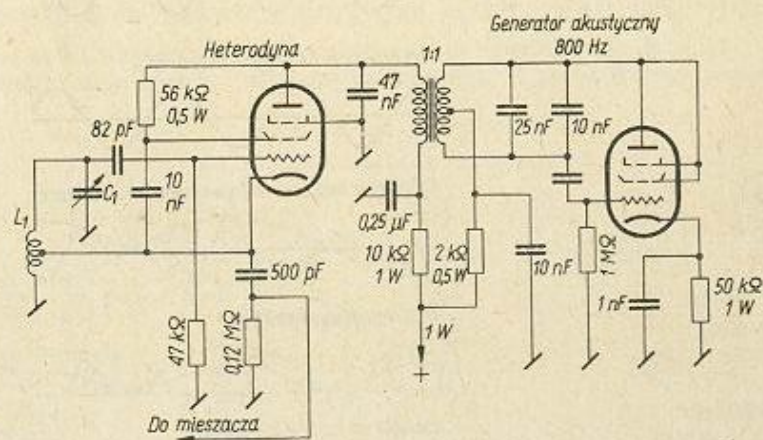 Heterodyna
Generator akustyczny
800 Hz
1:1
56 kΩ
0,5 W
82 pF
C1
10
nF
L1
47
nF
25 nF
10 nF
0,25 µF
500 pF
10 kΩ
1 W
2 kΩ
0,5 W
10 nF
1 MΩ
1 nF
50 kΩ
1 W
47 kΩ
0,12 MΩ
1 W
+
Do mieszacza